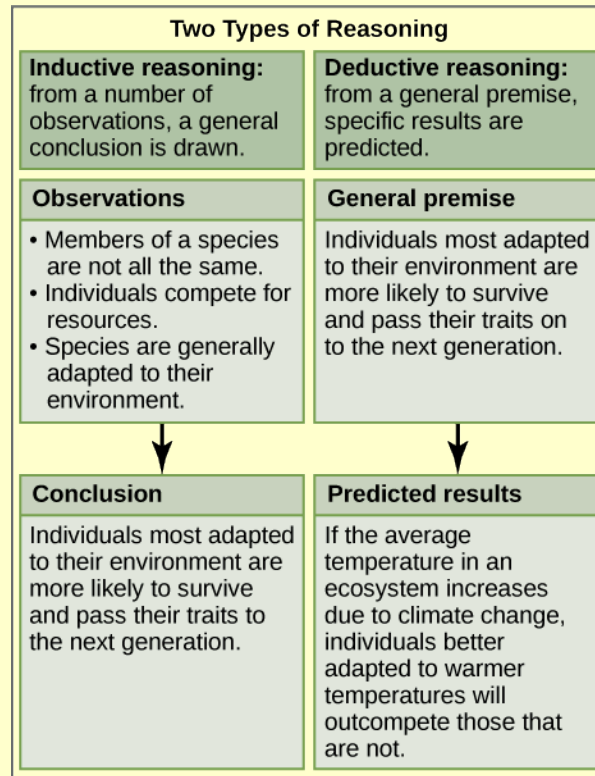 Two Types of Reasoning
Inductive reasoning:
from a number of
observations, a general
conclusion is drawn.
Deductive reasoning:
from a general premise,
specific results are
predicted.
Observations
• Members of a species
are not all the same.
• Individuals compete for
resources.
• Species are generally
adapted to their
environment.
General premise
Individuals most adapted
to their environment are
more likely to survive
and pass their traits on
to the next generation.
Conclusion
Individuals most adapted
to their environment are
more likely to survive
and pass their traits to
the next generation.
Predicted results
If the average
temperature in an
ecosystem increases
due to climate change,
individuals better
adapted to warmer
temperatures will
outcompete those that
are not.